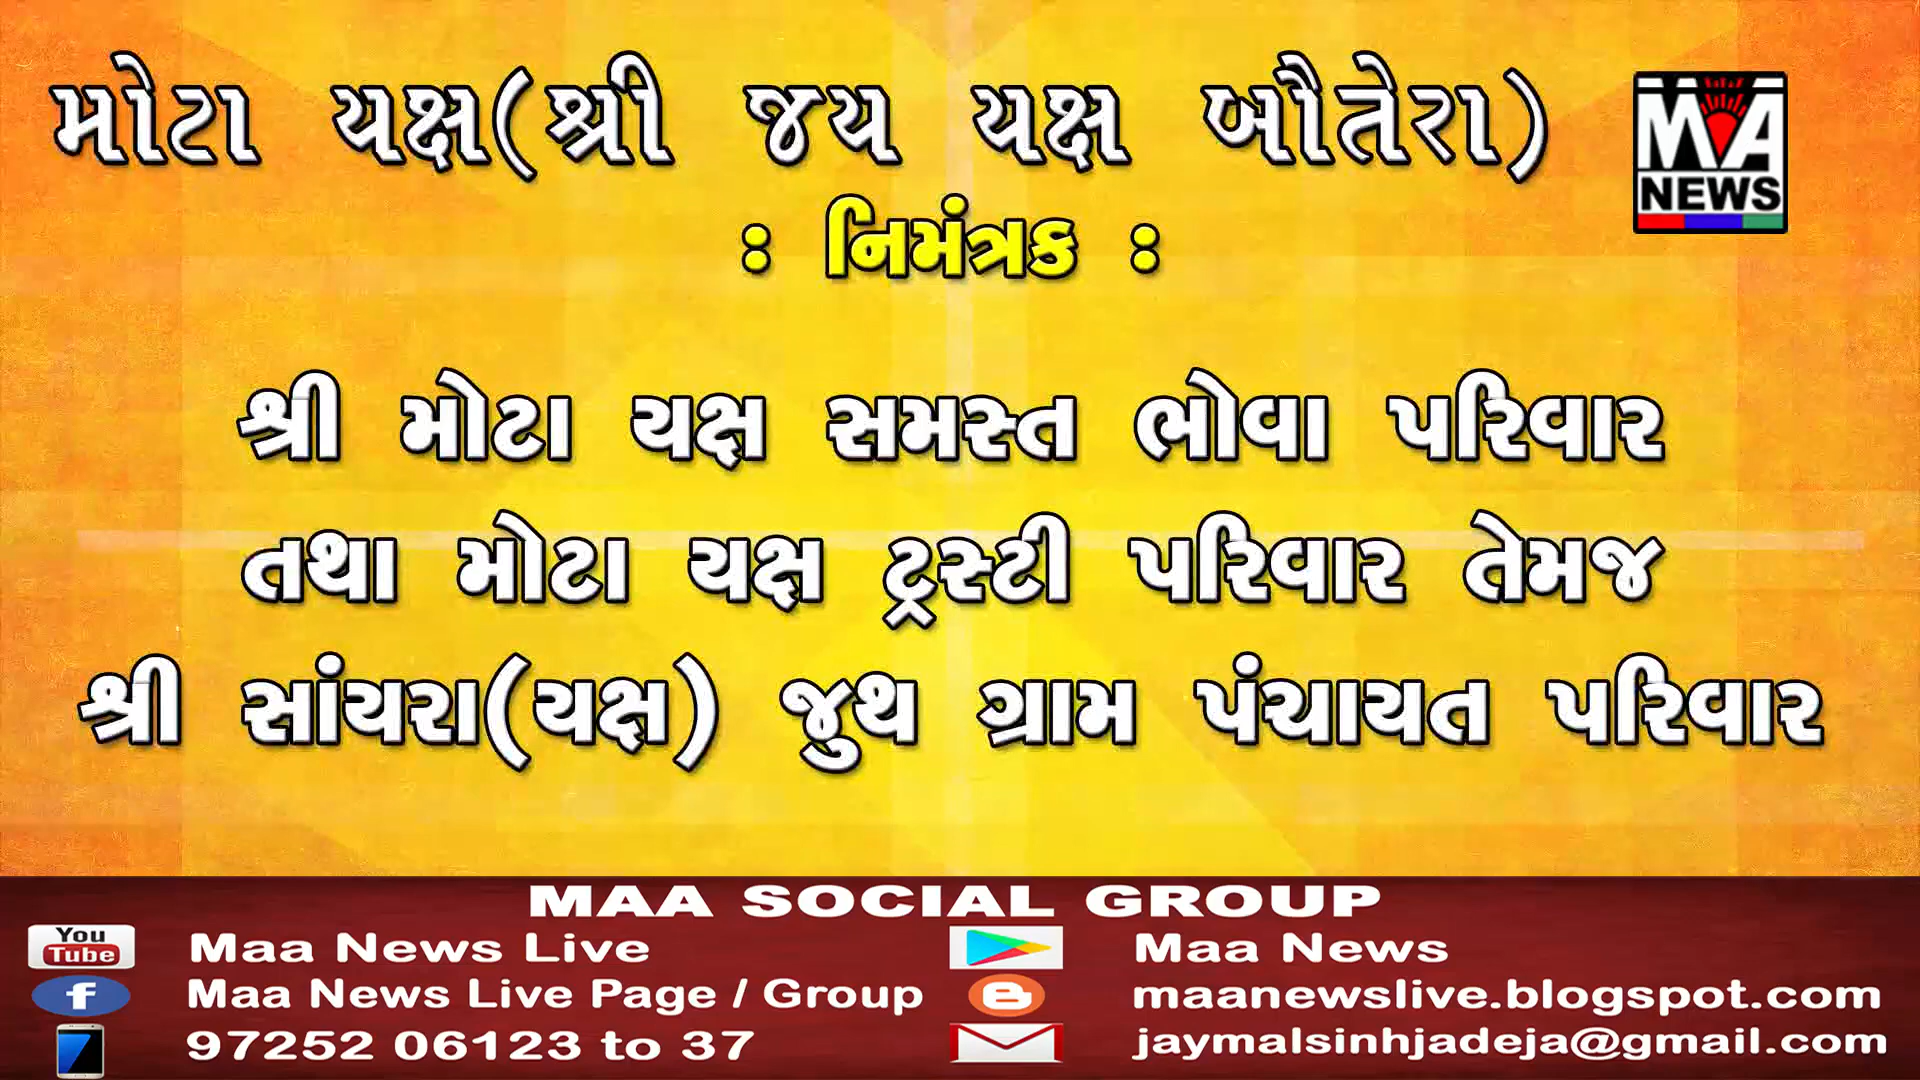 મોટા યક્ષ(શ્રી જય યક્ષ બૌતેરા)
MAA
NEWS
: નિમંત્રક :
શ્રી મોટા યક્ષ સમસ્ત ભોવા પરિવાર
તથા મોટા યક્ષ ટ્રસ્ટી પરિવાર તેમજ
શ્રી સાંયરા(યક્ષ) જુથ ગ્રામ પંચાયત પરિવાર
MAA SOCIAL GROUP
You Tube Maa News Live
Maa News
f Maa News Live Page / Group
maanewslive.blogspot.com
97252 06123 to 37
jaymalsinhjadeja@gmail.com